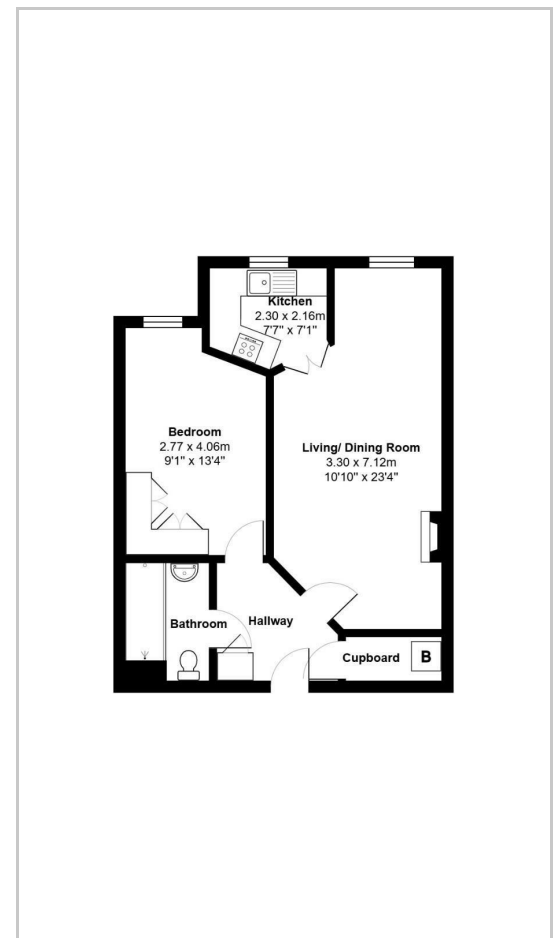 Kitchen
2.30 x 2.16m
7'7" x 7'1"
Bedroom
2.77 x 4.06m
9'1" x 13'4"
Living/ Dining Room
3.30 x 7.12m
10'10" x 23'4"
Bathroom
Hallway
Cupboard
B